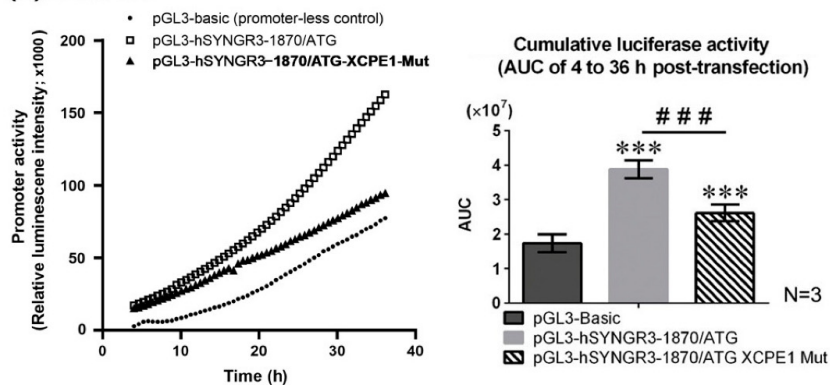 pGL3-basic (promoter-less control)
pGL3-hSYNGR3-1870/ATG
pGL3-hSYNGR3-1870/ATG-XCPE1-Mut
Promoter activity
(Relative luminescene intensity; x1000)
200
150
100
50
0
0
10
20
30
40
Time (h)
Cumulative luciferase activity
(AUC of 4 to 36 h post-transfection)
(×10⁷)
AUC
5
4
3
2
1
0
###
***
***
N=3
pGL3-Basic
pGL3-hSYNGR3-1870/ATG
pGL3-hSYNGR3-1870/ATG XCPE1 Mut